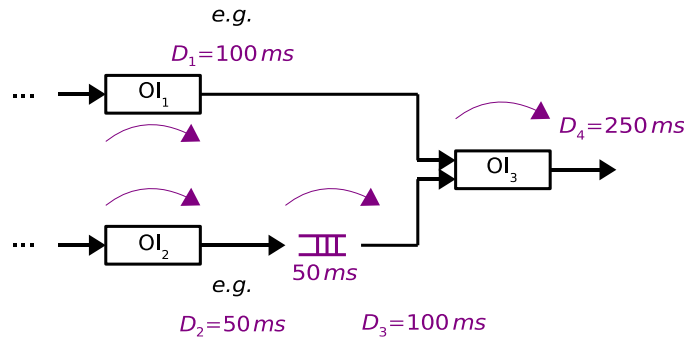 e.g.
D₁=100 ms
... OI₁
D₄=250 ms
OI₃
... OI₂
50 ms
e.g.
D₂=50 ms D₃=100 ms